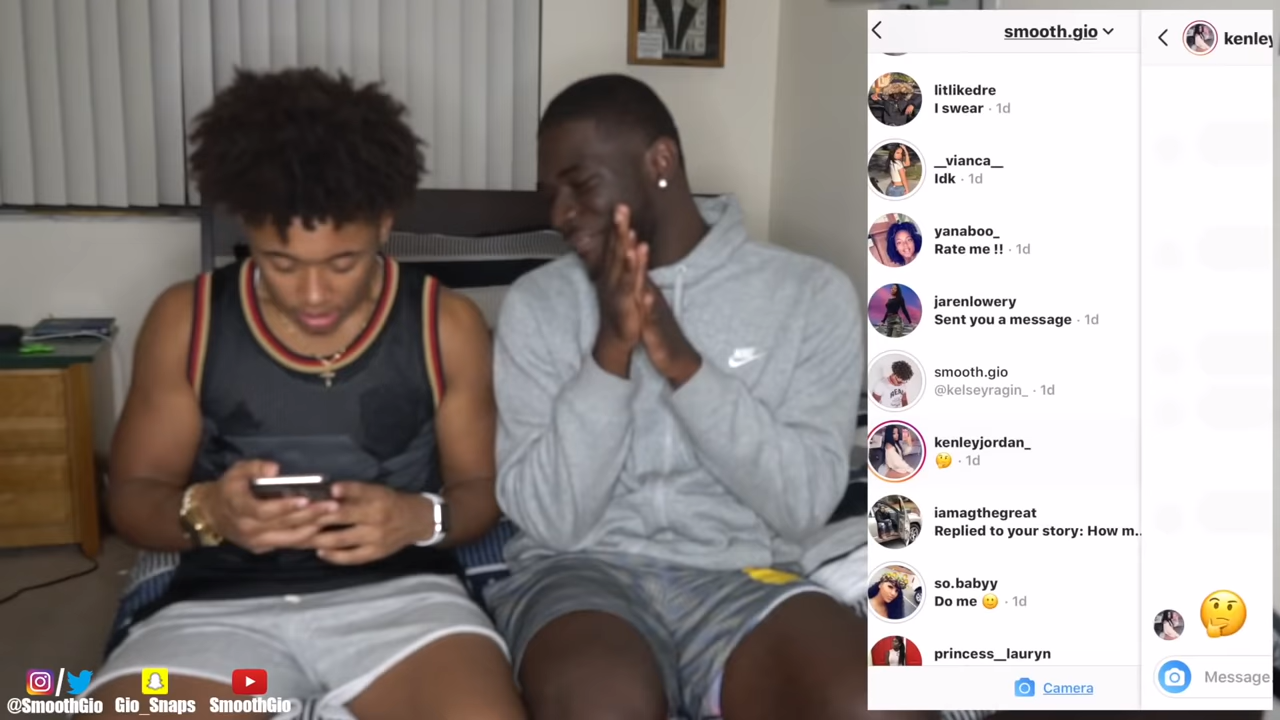 smooth.gio
litlikedre
I swear · 1d
__vianca__
Idk · 1d
yanaboo_
Rate me !! · 1d
jarenlowery
Sent you a message · 1d
smooth.gio
@kelseyragin_ · 1d
kenleyjordan_
🤔 · 1d
iamagthegreat
Replied to your story: How m...
so.babyy
Do me 🙂 · 1d
princess__lauryn
Camera
kenley
🤔
Message
@SmoothGio
Gio_Snaps
SmoothGio